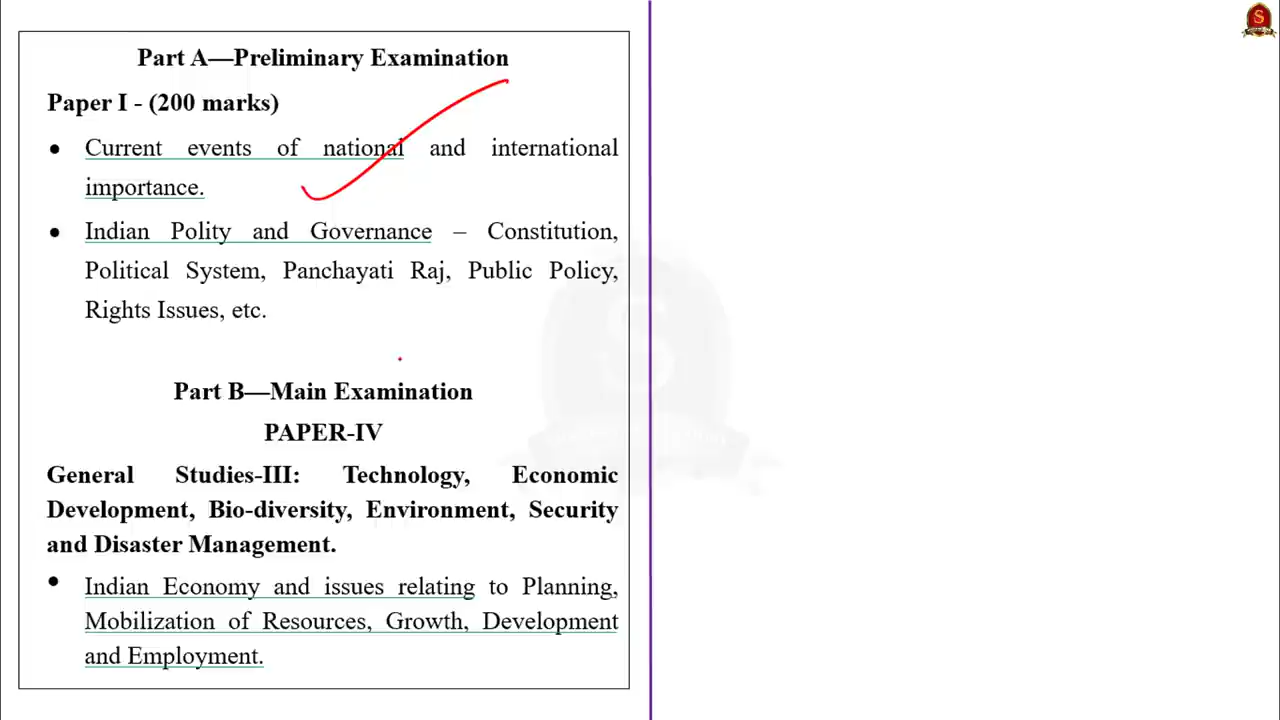 Part A—Preliminary Examination
Paper I - (200 marks)
● Current events of national and international
importance.
● Indian Polity and Governance – Constitution,
Political System, Panchayati Raj, Public Policy,
Rights Issues, etc.
Part B—Main Examination
PAPER-IV
General Studies-III: Technology, Economic
Development, Bio-diversity, Environment, Security
and Disaster Management.
● Indian Economy and issues relating to Planning,
Mobilization of Resources, Growth, Development
and Employment.